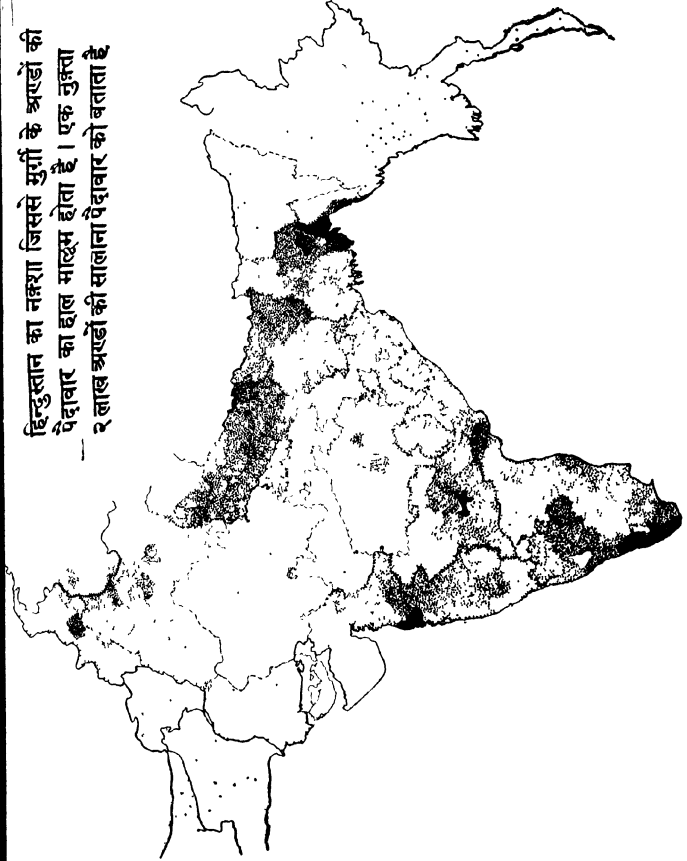 हिन्दुस्तान का नक़्शा जिससे मुर्ग़ी के अण्डों की
पैदावार का हाल मालूम होता है। एक नुक़्ता
२ लाख अण्डों की सालाना पैदावार को बताता है